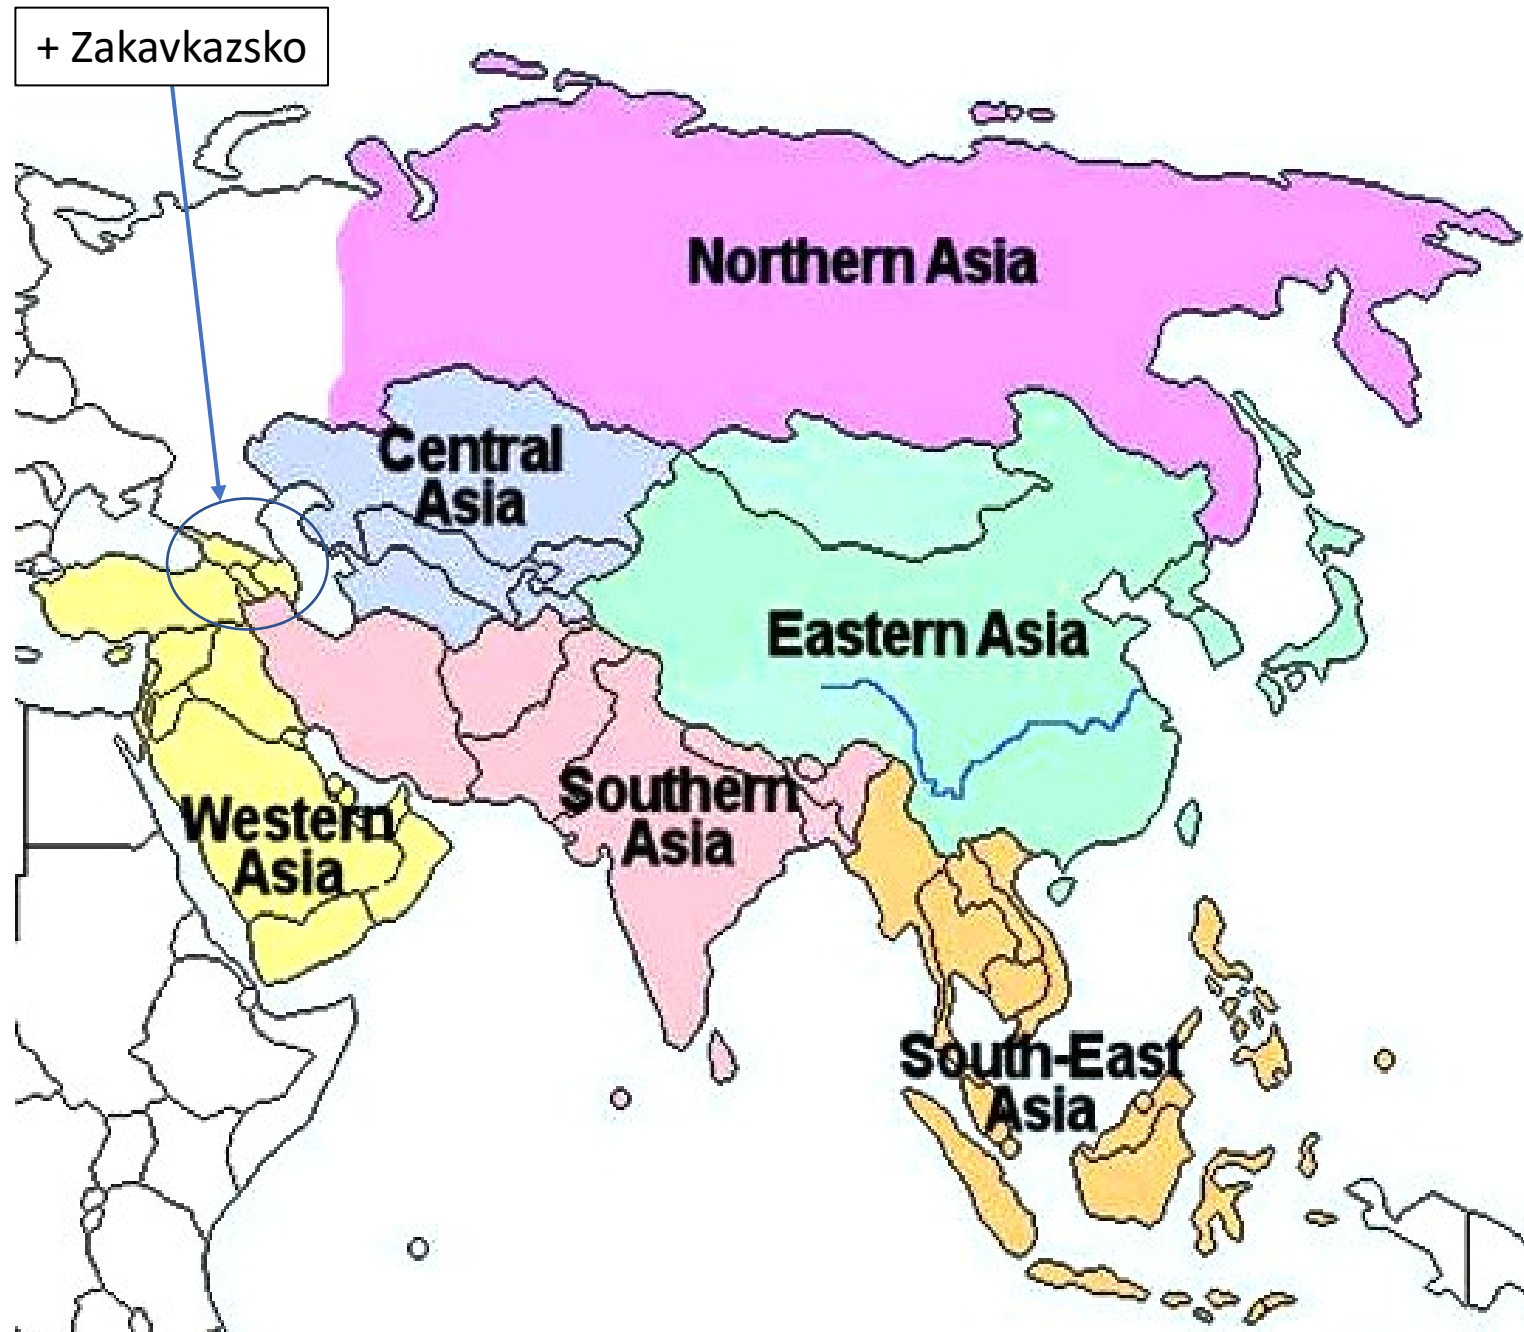 + Zakavkazsko
Northern Asia
Central
Asia
Eastern Asia
Southern
Asia
Western
Asia
South-East
Asia